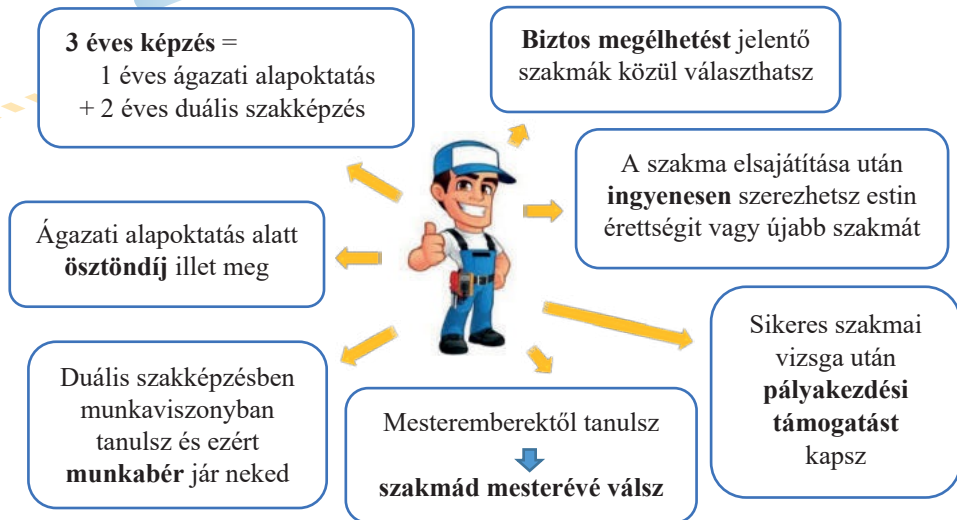 3 éves képzés =
1 éves ágazati alapoktatás
+ 2 éves duális szakképzés
Biztos megélhetést jelentő
szakmák közül választhatsz
A szakma elsajátítása után
ingyenesen szerezhetsz estin
érettségit vagy újabb szakmát
Ágazati alapoktatás alatt
ösztöndíj illet meg
Sikeres szakmai
vizsga után
pályakezdési
támogatást
kapsz
Duális szakképzésben
munkaviszonyban
tanulsz és ezért
munkabér jár neked
Mesteremberektől tanulsz
szakmád mesterévé válsz